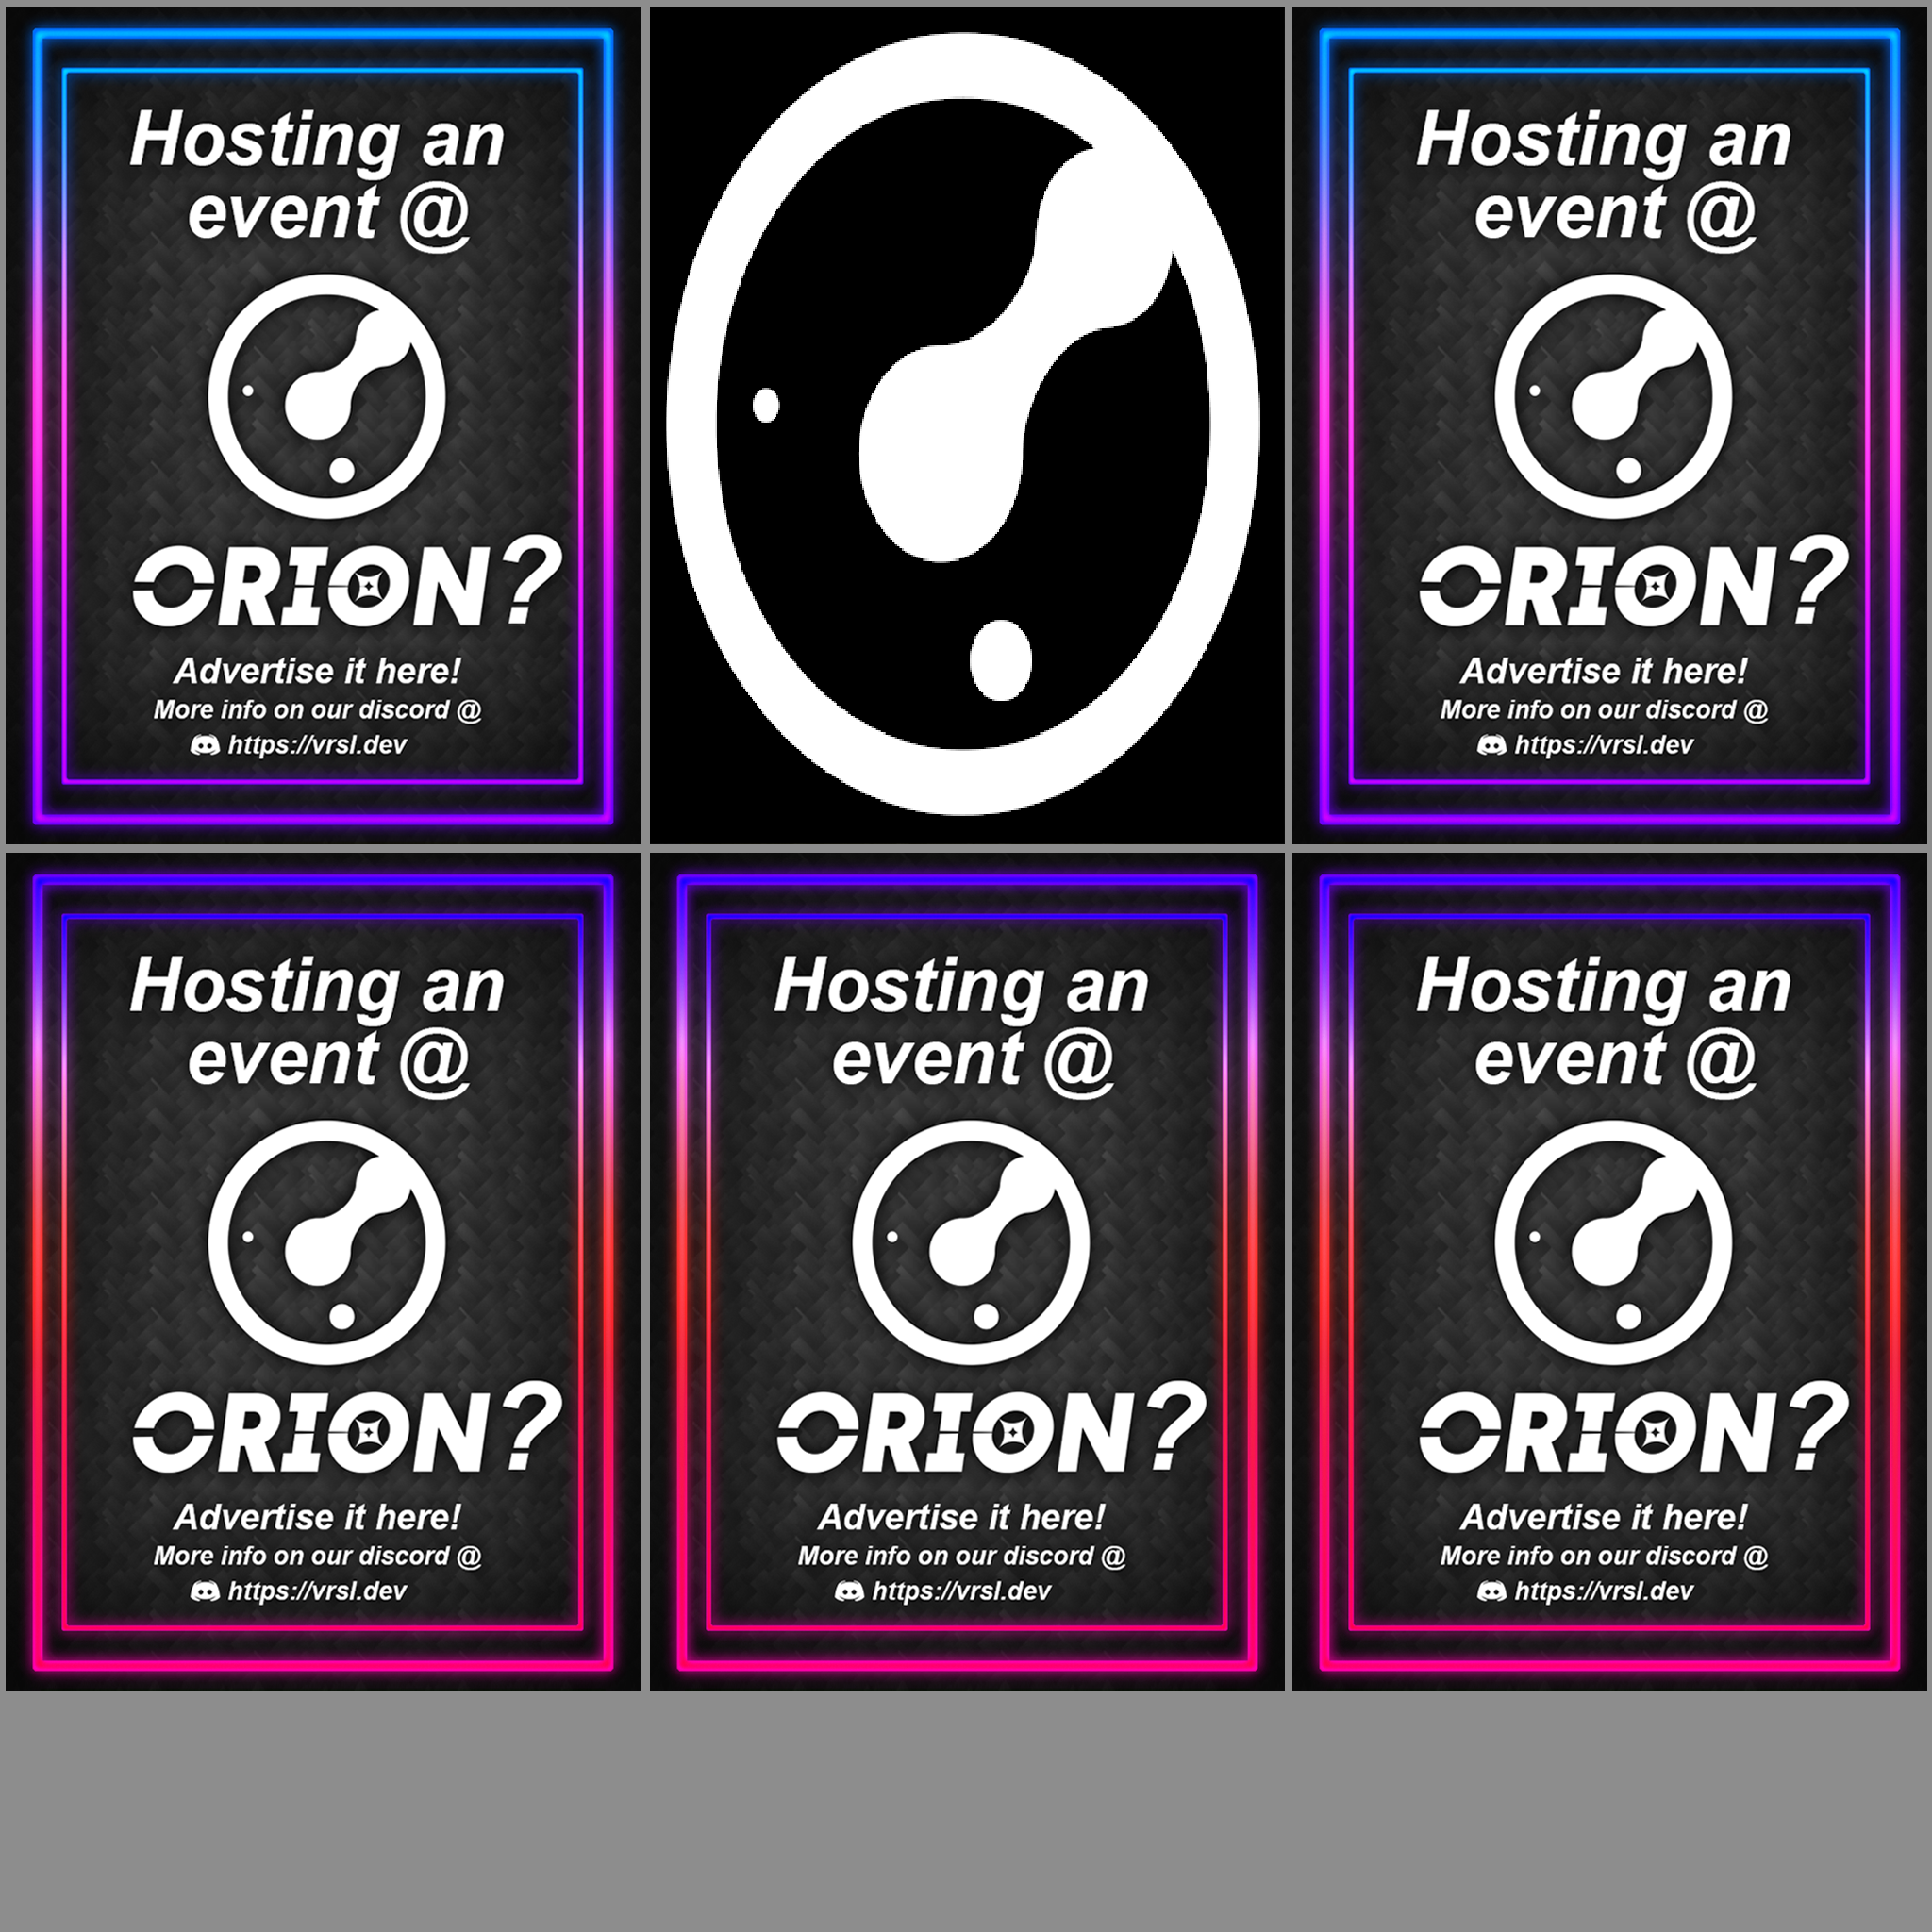 Hosting an
event @
ORION?
Advertise it here!
More info on our discord @
https://vrsl.dev
Hosting an
event @
ORION?
Advertise it here!
More info on our discord @
https://vrsl.dev
Hosting an
event @
ORION?
Advertise it here!
More info on our discord @
https://vrsl.dev
Hosting an
event @
ORION?
Advertise it here!
More info on our discord @
https://vrsl.dev
Hosting an
event @
ORION?
Advertise it here!
More info on our discord @
https://vrsl.dev